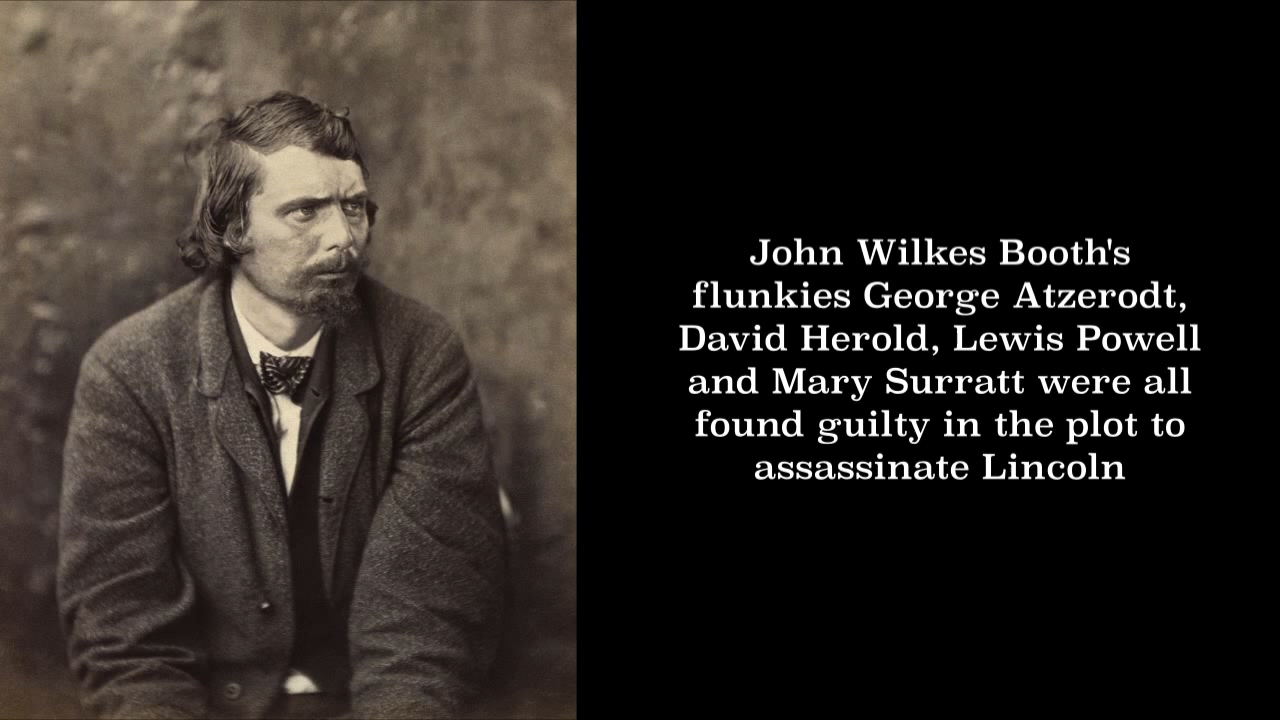 John Wilkes Booth's
flunkies George Atzerodt,
David Herold, Lewis Powell
and Mary Surratt were all
found guilty in the plot to
assassinate Lincoln